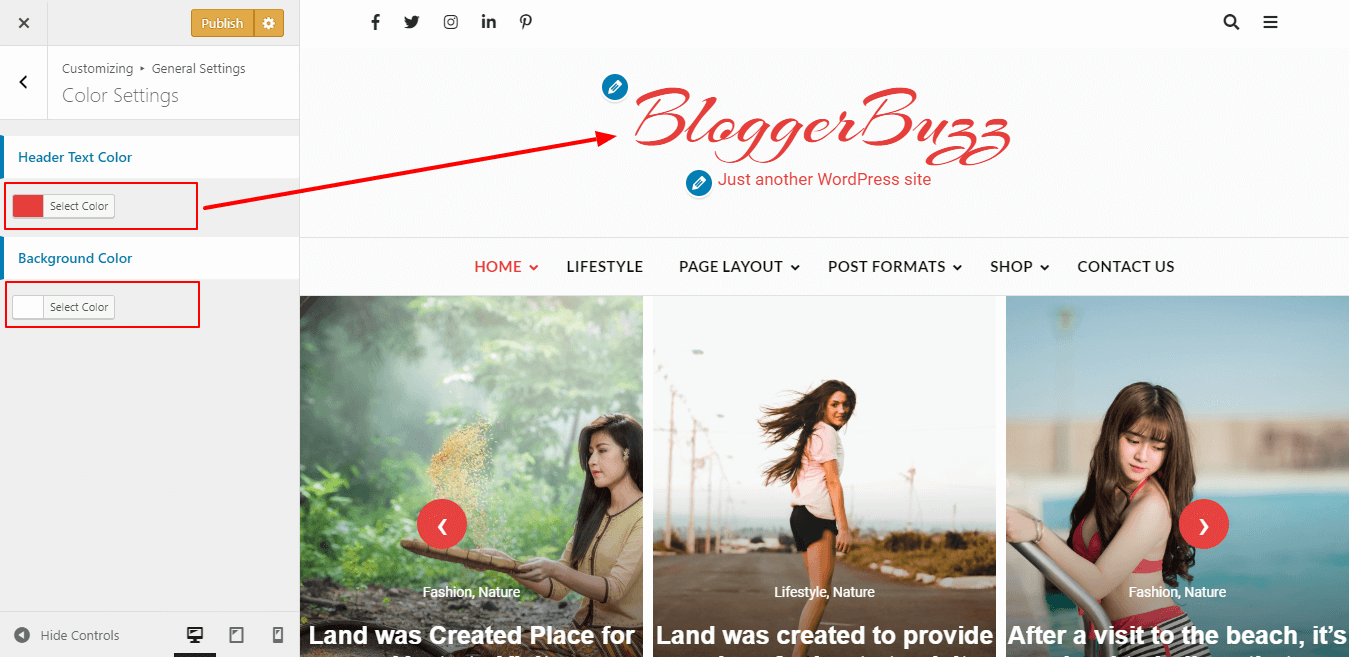 Publish
Customizing ▸ General Settings
Color Settings
Header Text Color
Select Color
Background Color
Select Color
Hide Controls
BloggerBuzz
Just another WordPress site
HOME LIFESTYLE PAGE LAYOUT POST FORMATS SHOP CONTACT US
Fashion, Nature
Land was Created Place for
Lifestyle, Nature
Land was created to provide
Fashion, Nature
After a visit to the beach, it's